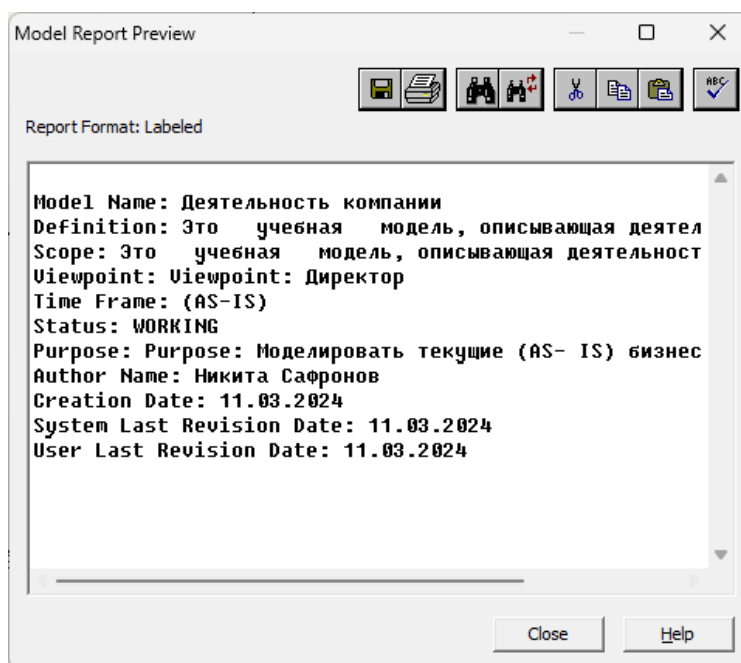 Model Report Preview
ABC
Report Format: Labeled
Model Name: Деятельность компании
Definition: Это учебная модель, описывающая деятел
Scope: Это учебная модель, описывающая деятельност
Viewpoint: Viewpoint: Директор
Time Frame: (AS-IS)
Status: WORKING
Purpose: Purpose: Моделировать текущие (AS- IS) бизнес
Author Name: Никита Сафронов
Creation Date: 11.03.2024
System Last Revision Date: 11.03.2024
User Last Revision Date: 11.03.2024
Close Help